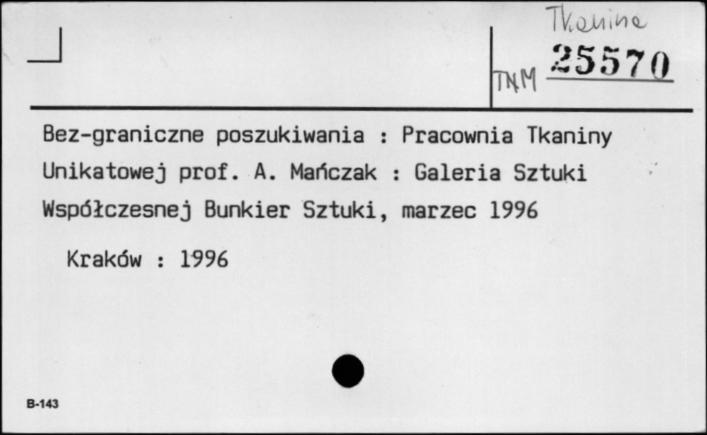 Tkanina
TNM 25570
Bez-graniczne poszukiwania : Pracownia Tkaniny
Unikatowej prof. A. Mańczak : Galeria Sztuki
Współczesnej Bunkier Sztuki, marzec 1996
Kraków : 1996
B-143